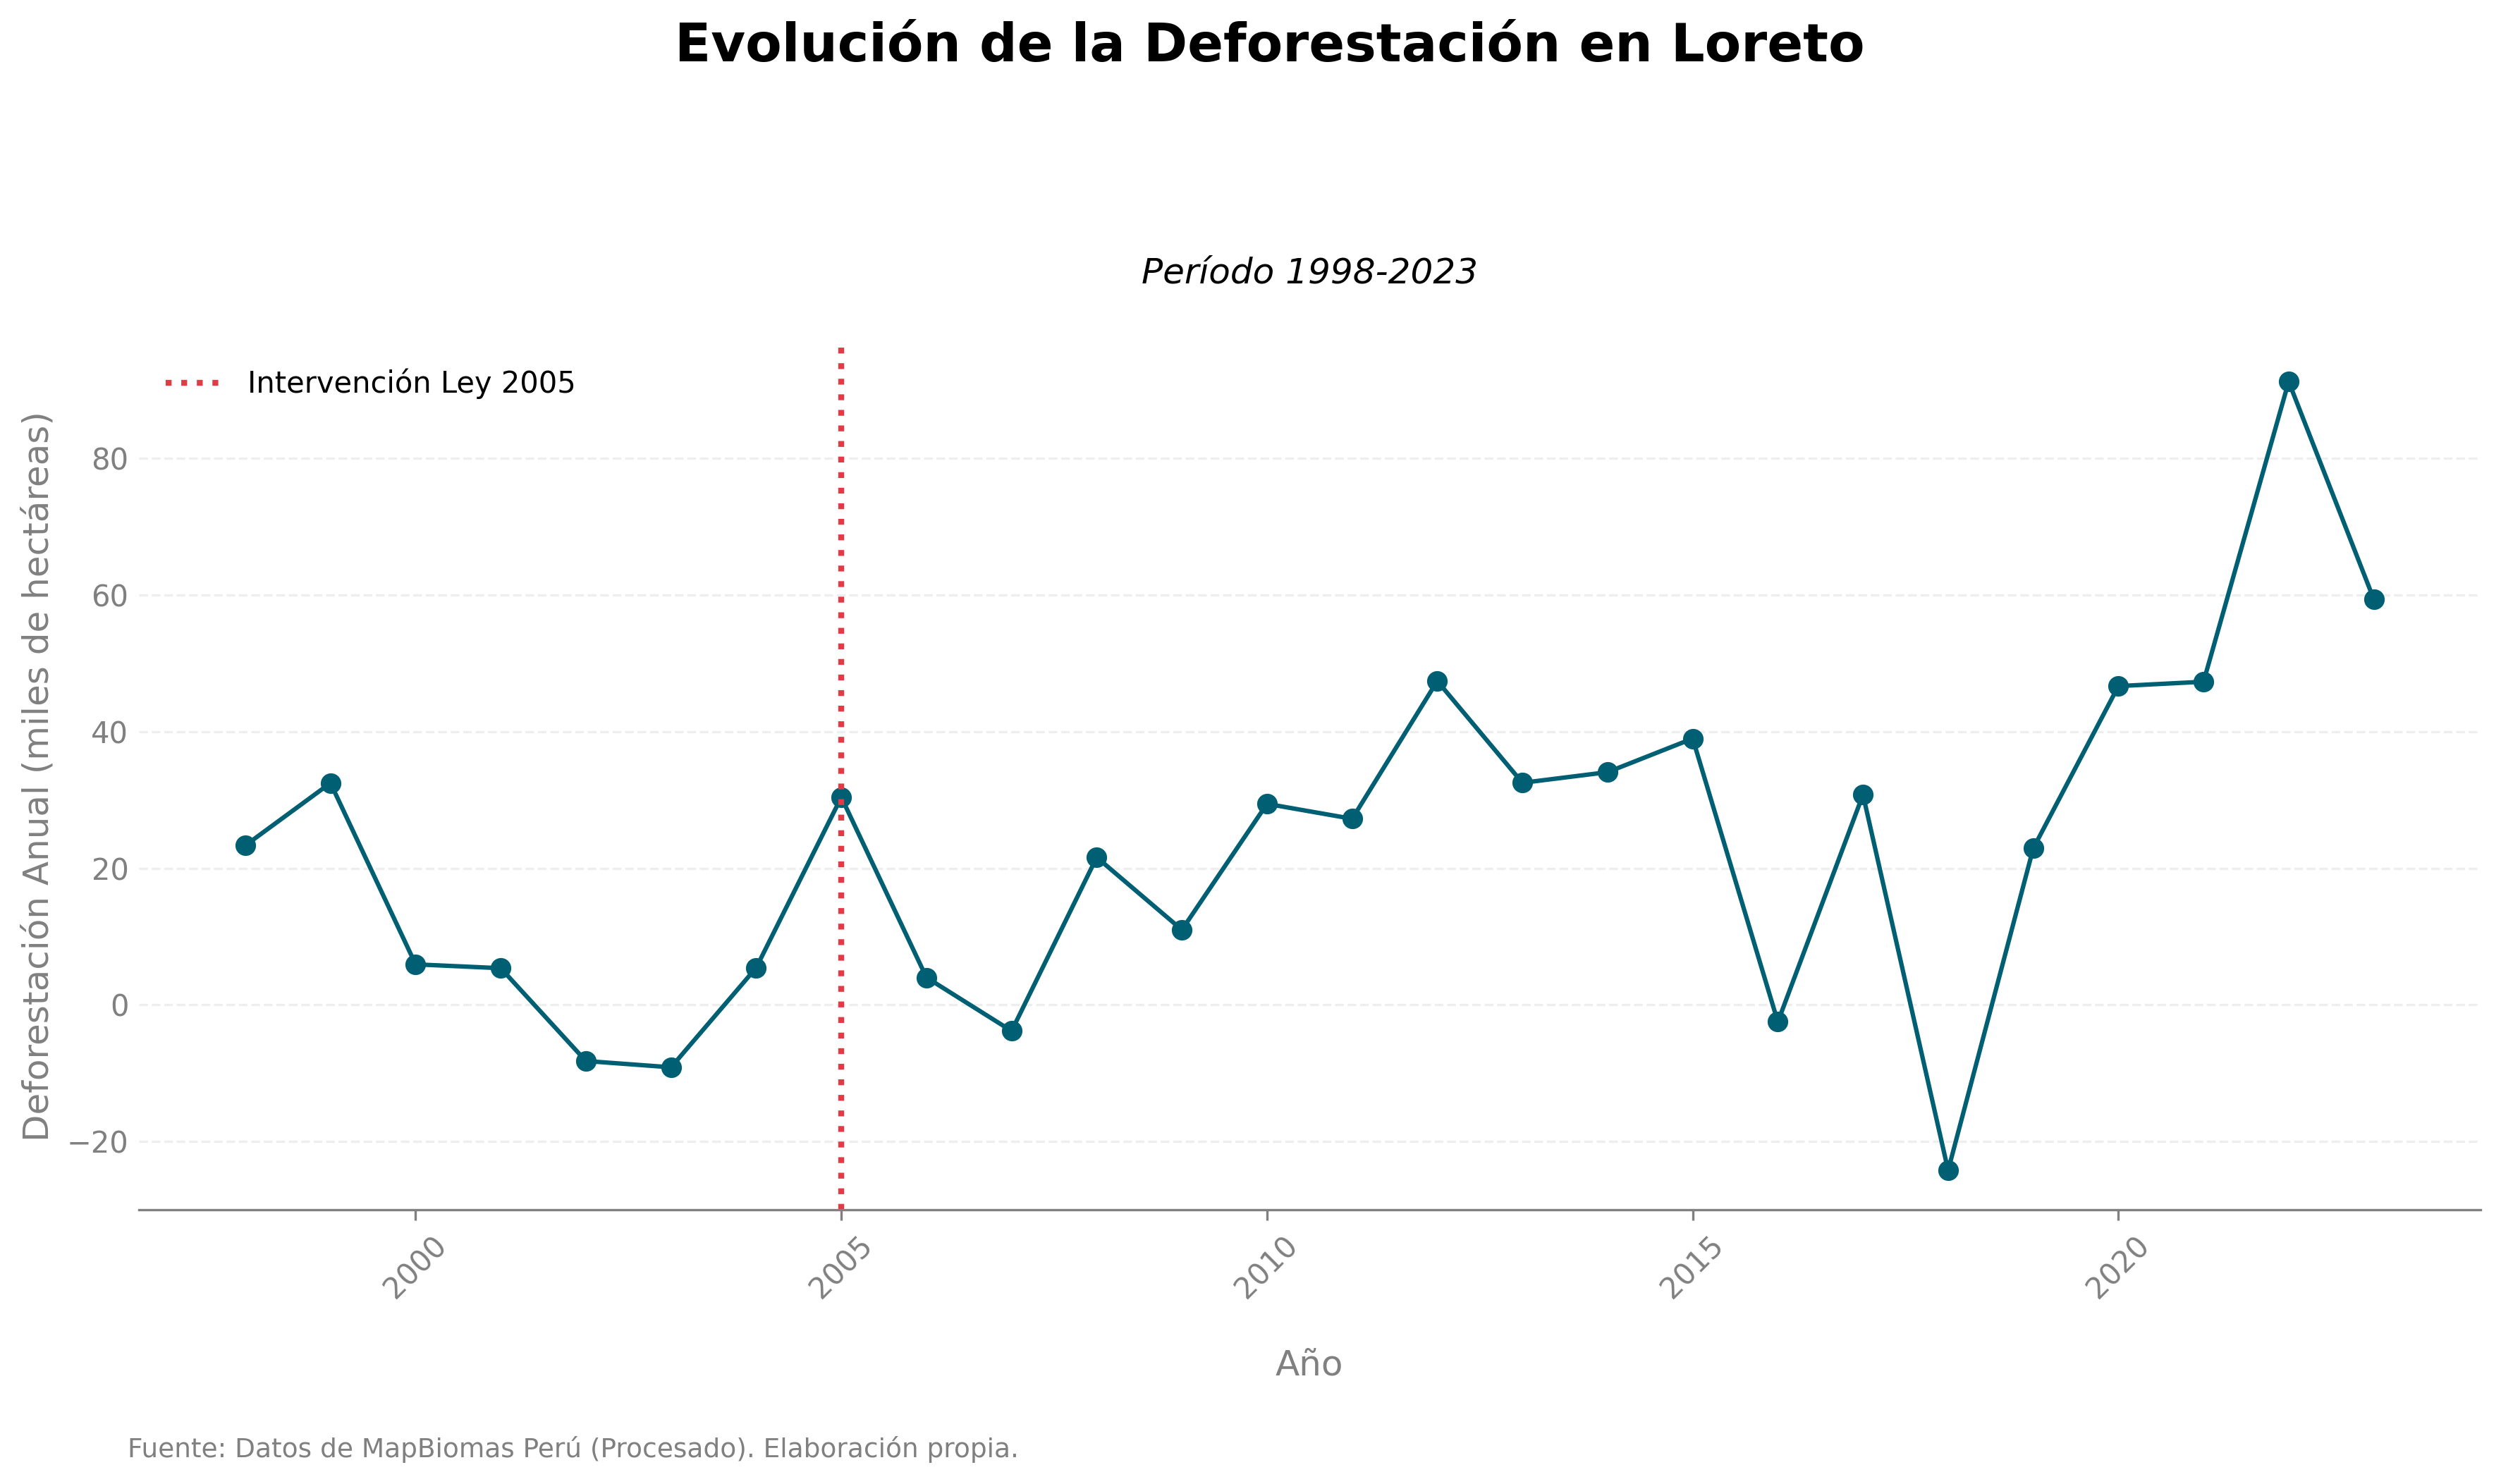 Evolución de la Deforestación en Loreto
Período 1998-2023
Intervención Ley 2005
Deforestación Anual (miles de hectáreas)
80
60
40
20
0
−20
2000
2005
2010
2015
2020
Año
Fuente: Datos de MapBiomas Perú (Procesado). Elaboración propia.